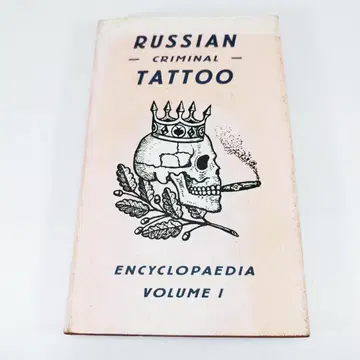 RUSSIAN
— CRIMINAL —
TATTOO
ENCYCLOPAEDIA
VOLUME I